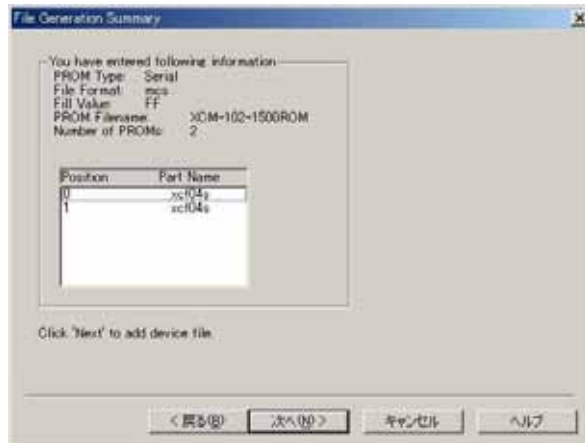 File Generation Summary
You have entered following information
PROM Type: Serial
File Format: mcs
Fill Value: FF
PROM Filename: XCM-102-1500ROM
Number of PROMs: 2
Position Part Name
0 xcf04s
1 xcf04s
Click 'Next' to add device file.
< 戻る(B)
次へ(N) >
キャンセル
ヘルプ